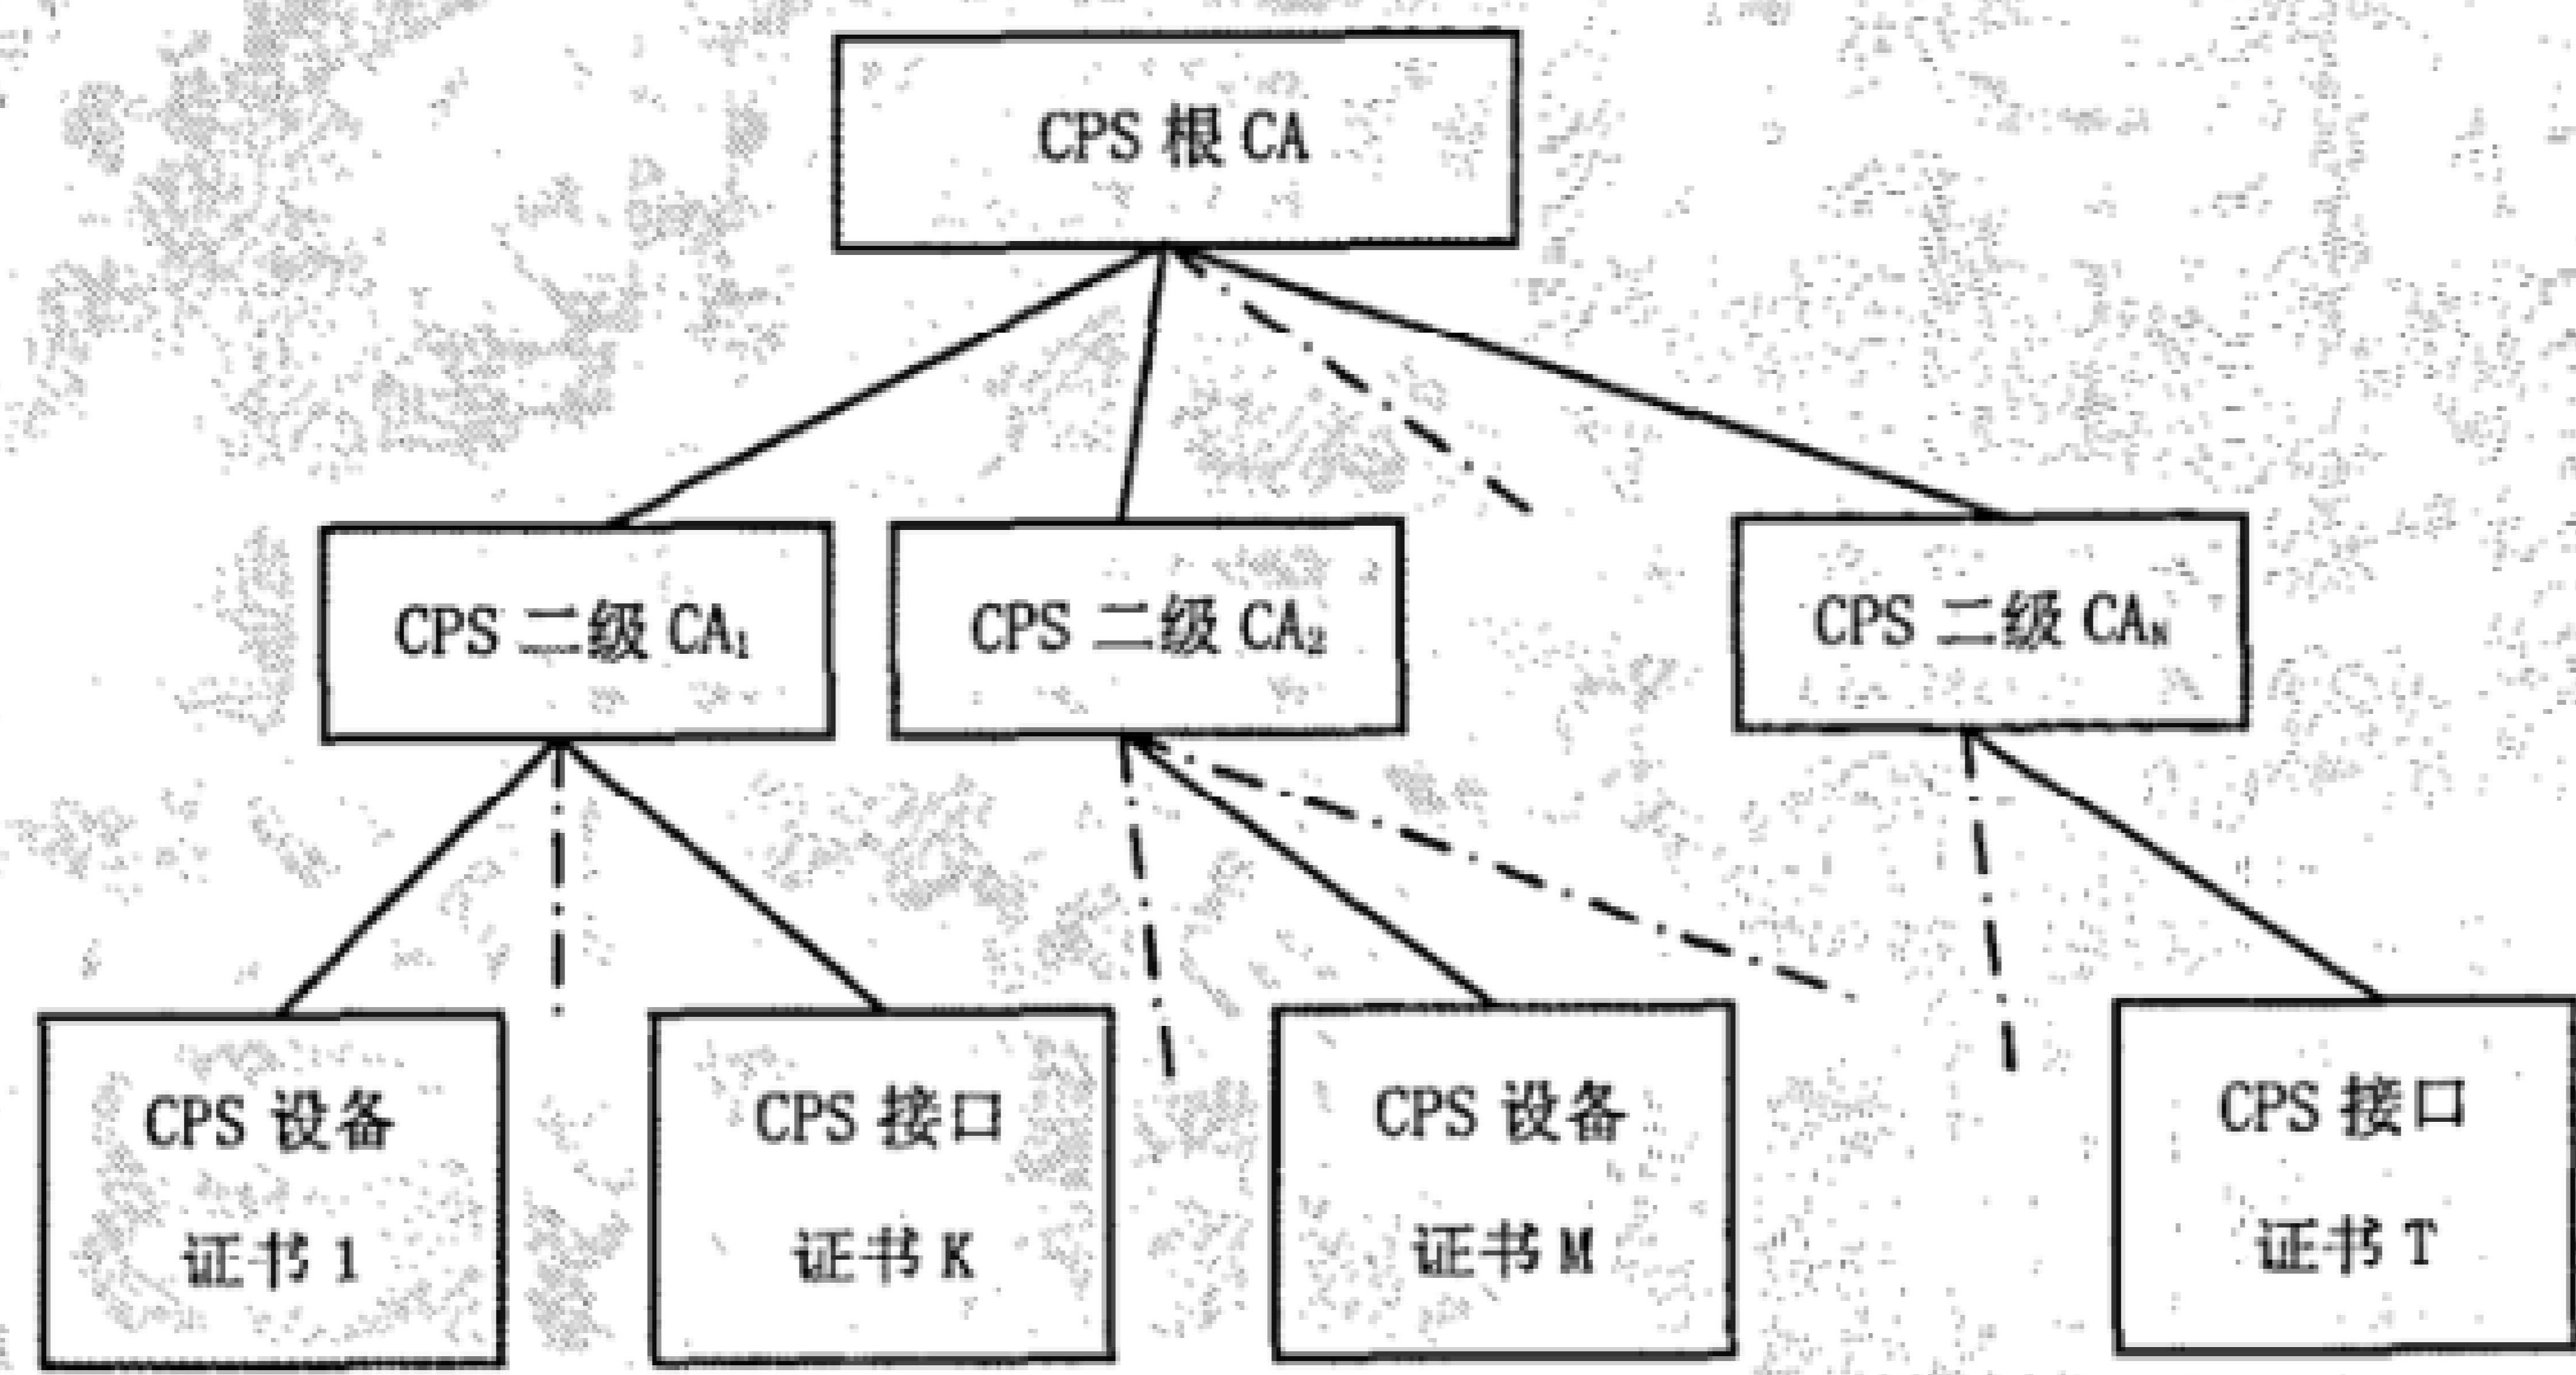 CPS 根 CA
CPS 二级 CA₁
CPS 二级 CA₂
CPS 二级 CAₙ
CPS 设备
证书 1
CPS 接口
证书 K
CPS 设备
证书 M
CPS 接口
证书 T